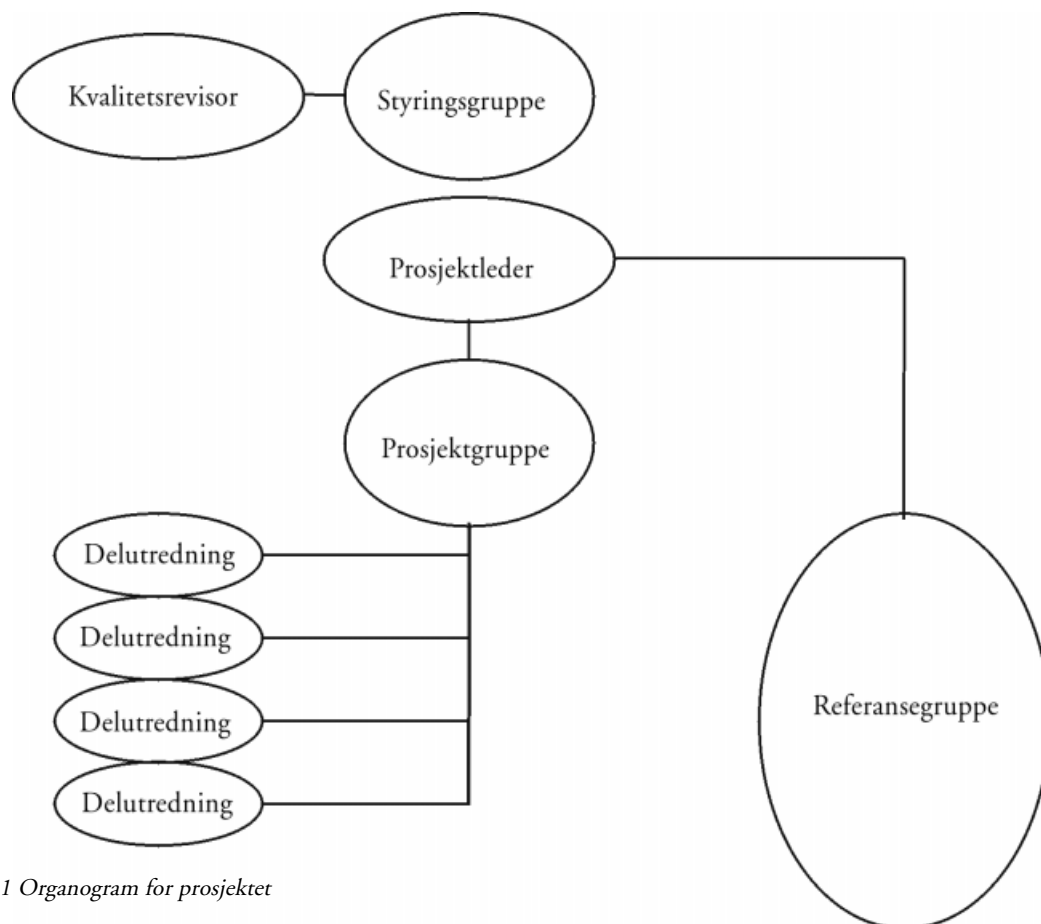 Kvalitetsrevisor
Styringsgruppe
Prosjektleder
Prosjektgruppe
Delutredning
Delutredning
Delutredning
Delutredning
Referansegruppe
1 Organogram for prosjektet